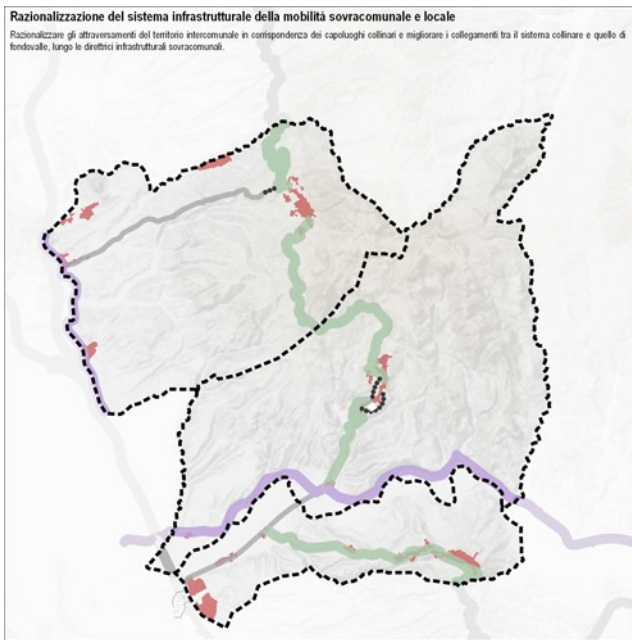 Razionalizzazione del sistema infrastrutturale della mobilità sovracomunale e locale
Razionalizzare gli attraversamenti del territorio intercomunale in corrispondenza dei capoluoghi collinari e migliorare i collegamenti tra il sistema collinare e quello di
fondovalle, lungo le direttrici infrastrutturali sovracomunali.